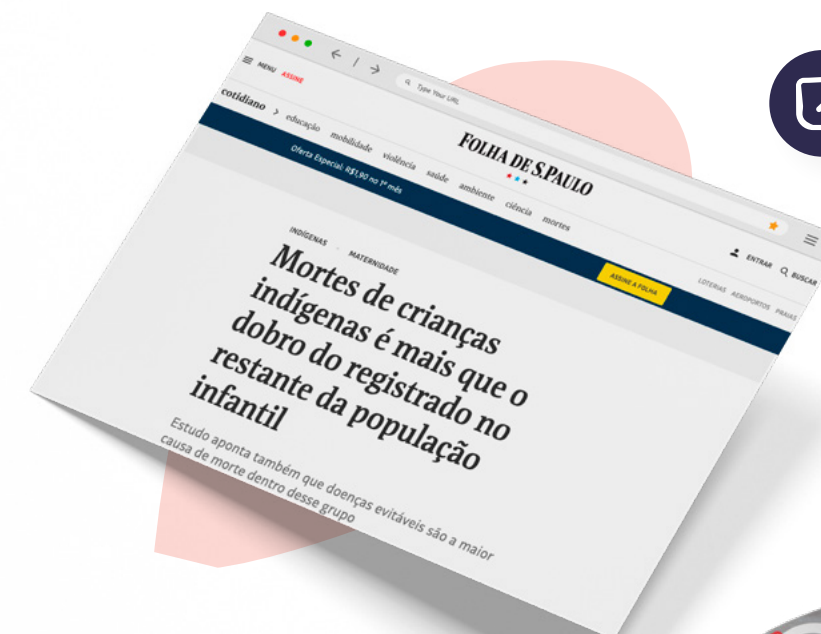 Type Your URL
MENU ASSINE
FOLHA DE S.PAULO
ENTRAR BUSCAR
cotidiano > educação mobilidade violência saúde ambiente ciência mortes
LOTERIAS AEROPORTOS PRAIAS
Oferta Especial: R$1,90 no 1º mês
ASSINE A FOLHA
INDÍGENAS · MATERNIDADE
Mortes de crianças
indígenas é mais que o
dobro do registrado no
restante da população
infantil
Estudo aponta também que doenças evitáveis são a maior
causa de morte dentro desse grupo